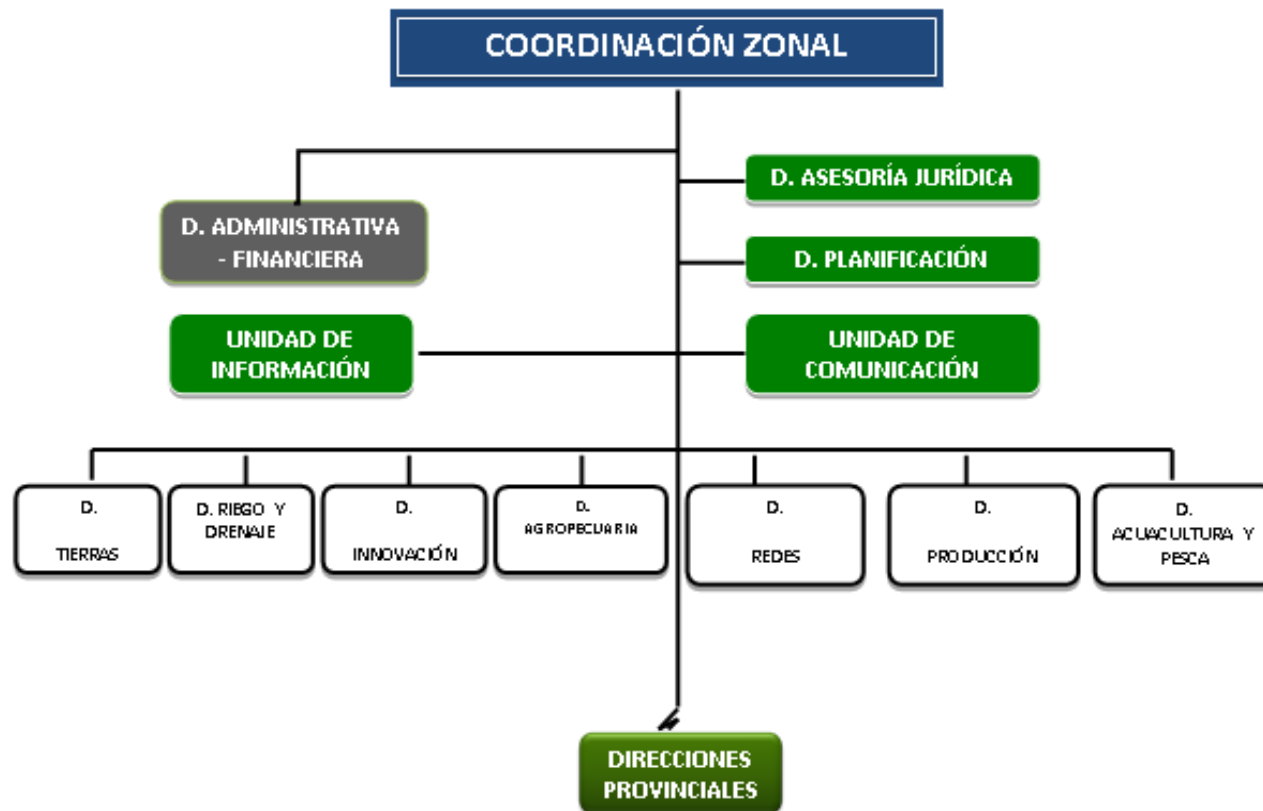 COORDINACIÓN ZONAL
D. ASESORÍA JURÍDICA
D. ADMINISTRATIVA
- FINANCIERA
D. PLANIFICACIÓN
UNIDAD DE
INFORMACIÓN
UNIDAD DE
COMUNICACIÓN
D.
TIERRAS
D. RIEGO Y
DRENAJE
D.
INNOVACIÓN
D.
AGROPECUARIA
D.
REDES
D.
PRODUCCIÓN
D.
ACUACULTURA Y
PESCA
DIRECCIONES
PROVINCIALES